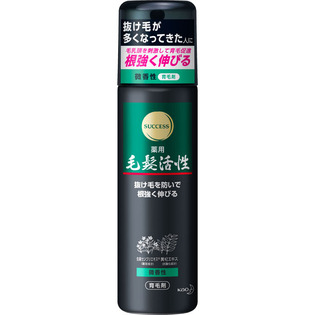 抜け毛が
多くなってきた人に
毛乳頭を刺激して育毛促進
根強く伸びる
微香性 育毛剤
SUCCESS
薬用
毛髪活性
抜け毛を防いで
根強く伸びる
微香性
育毛剤
KAO